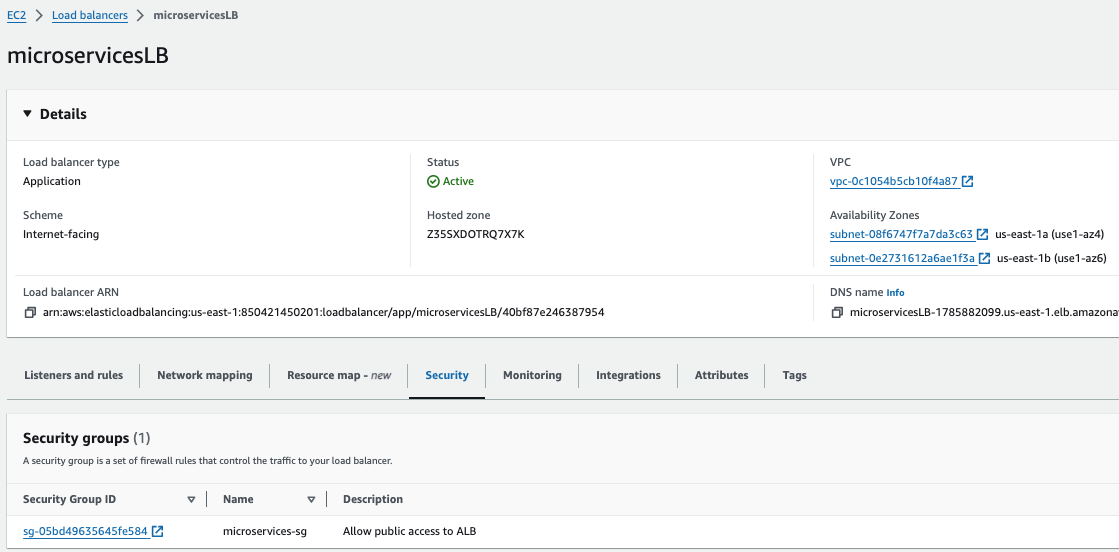 EC2 > Load balancers > microservicesLB
microservicesLB
Details
Load balancer type
Application
Status
Active
VPC
vpc-0c1054b5cb10f4a87
Scheme
Internet-facing
Hosted zone
Z35SXDOTRQ7X7K
Availability Zones
subnet-08f6747f7a7da3c63 us-east-1a (use1-az4)
subnet-0e2731612a6ae1f3a us-east-1b (use1-az6)
Load balancer ARN
arn:aws:elasticloadbalancing:us-east-1:850421450201:loadbalancer/app/microservicesLB/40bf87e246387954
DNS name Info
microservicesLB-1785882099.us-east-1.elb.amazona
Listeners and rules Network mapping Resource map - new Security Monitoring Integrations Attributes Tags
Security groups (1)
A security group is a set of firewall rules that control the traffic to your load balancer.
Security Group ID Name Description
sg-05bd49635645fe584 microservices-sg Allow public access to ALB